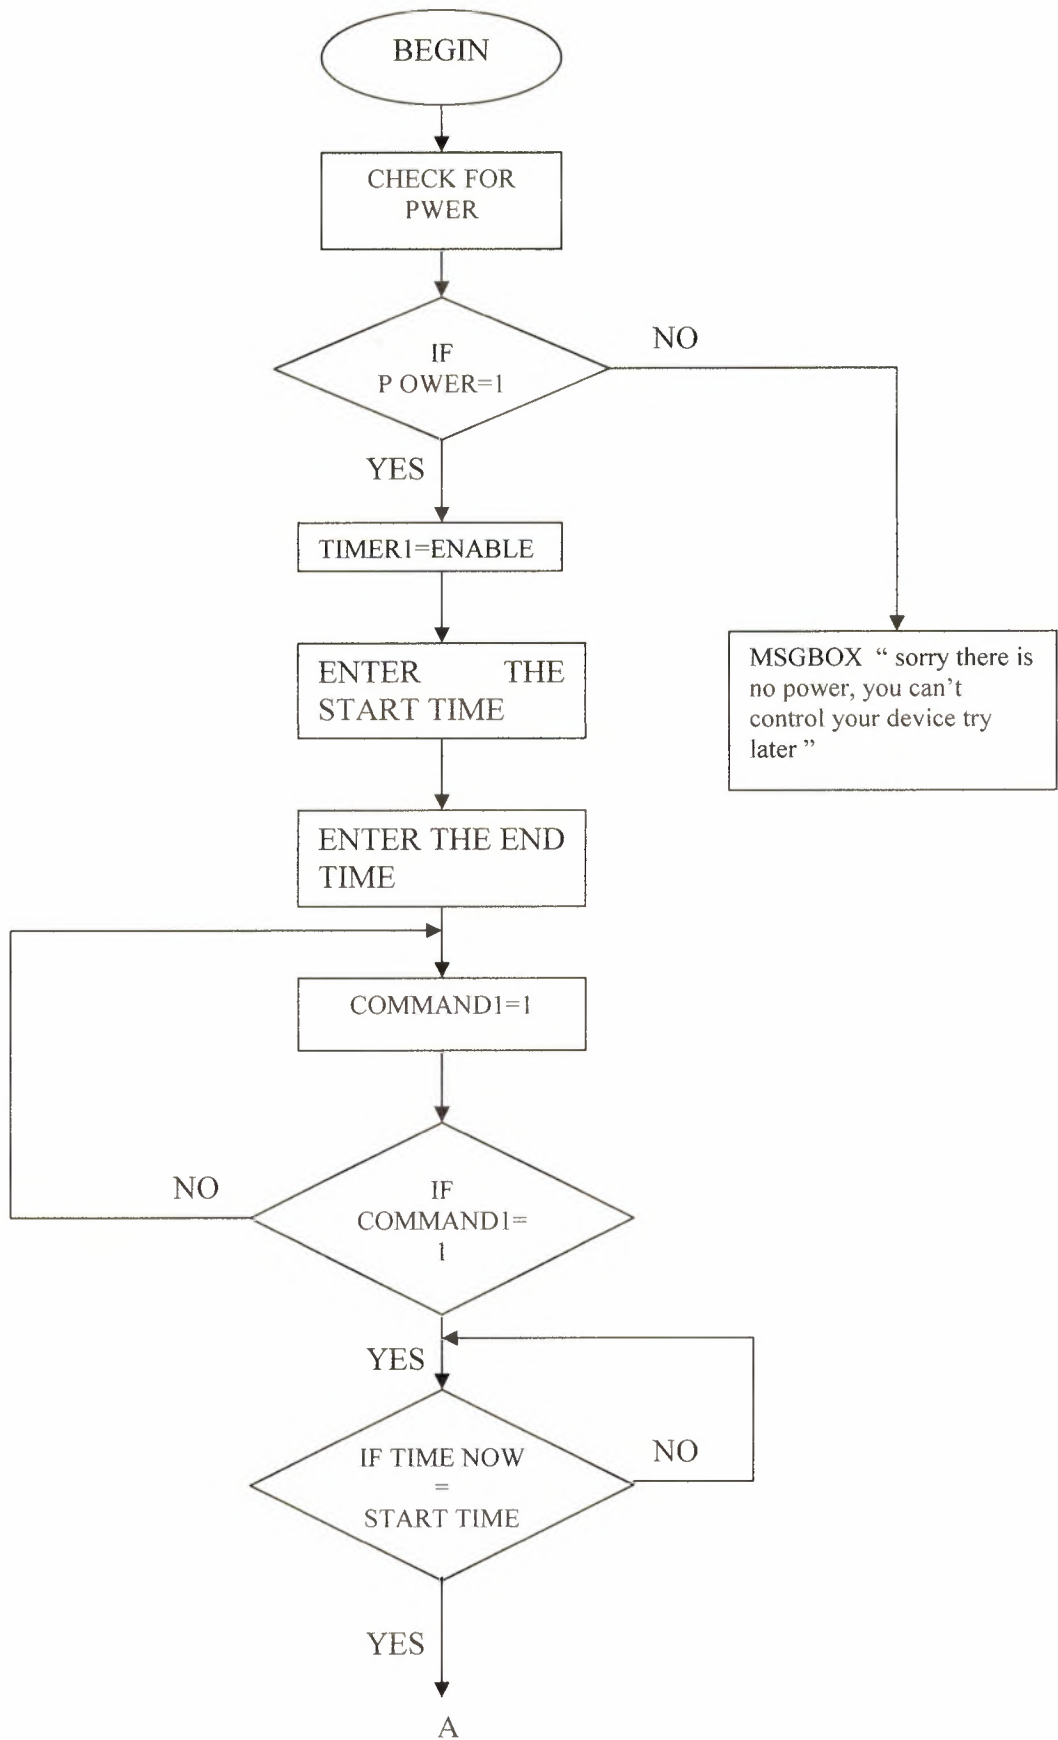 BEGIN
CHECK FOR
PWER
IF
P OWER=1
NO
YES
TIMER1=ENABLE
ENTER THE
START TIME
MSGBOX “ sorry there is
no power, you can’t
control your device try
later ”
ENTER THE END
TIME
COMMAND1=1
NO
IF
COMMAND1=
1
YES
IF TIME NOW
=
START TIME
NO
YES
A